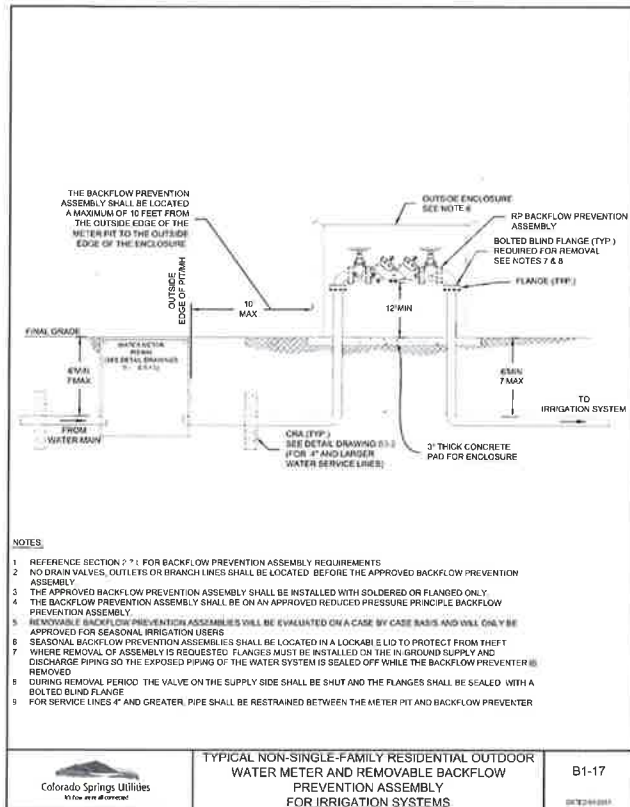 THE BACKFLOW PREVENTION
ASSEMBLY SHALL BE LOCATED
A MAXIMUM OF 10 FEET FROM
THE OUTSIDE EDGE OF THE
METER PIT TO THE OUTSIDE
EDGE OF THE ENCLOSURE
OUTSIDE
EDGE OF PIT/MH
10'
MAX
OUTSIDE ENCLOSURE
SEE NOTE 6
RP BACKFLOW PREVENTION
ASSEMBLY
BOLTED BLIND FLANGE (TYP.)
REQUIRED FOR REMOVAL
SEE NOTES 7 & 8
FLANGE (TYP.)
12" MIN
FINAL GRADE
WATER METER
PIT/MH
(SEE DETAIL DRAWINGS
6' MIN
7' MAX
FROM
WATER MAIN
6' MIN
7' MAX
TO
IRRIGATION SYSTEM
CRA (TYP.)
SEE DETAIL DRAWING
(FOR 4" AND LARGER
WATER SERVICE LINES)
3" THICK CONCRETE
PAD FOR ENCLOSURE
NOTES:
1 REFERENCE SECTION FOR BACKFLOW PREVENTION ASSEMBLY REQUIREMENTS
2 NO DRAIN VALVES, OUTLETS OR BRANCH LINES SHALL BE LOCATED BEFORE THE APPROVED BACKFLOW PREVENTION
ASSEMBLY
3 THE APPROVED BACKFLOW PREVENTION ASSEMBLY SHALL BE INSTALLED WITH SOLDERED OR FLANGED ONLY.
4 THE BACKFLOW PREVENTION ASSEMBLY SHALL BE ON AN APPROVED REDUCED PRESSURE PRINCIPLE BACKFLOW
PREVENTION ASSEMBLY.
5 REMOVABLE BACKFLOW PREVENTION ASSEMBLIES WILL BE EVALUATED ON A CASE BY CASE BASIS AND WILL ONLY BE
APPROVED FOR SEASONAL IRRIGATION USERS
6 SEASONAL BACKFLOW PREVENTION ASSEMBLIES SHALL BE LOCATED IN A LOCKABLE LID TO PROTECT FROM THEFT
7 WHERE REMOVAL OF ASSEMBLY IS REQUESTED FLANGES MUST BE INSTALLED ON THE IN-GROUND SUPPLY AND
DISCHARGE PIPING SO THE EXPOSED PIPING OF THE WATER SYSTEM IS SEALED OFF WHILE THE BACKFLOW PREVENTER IS
REMOVED
8 DURING REMOVAL PERIOD THE VALVE ON THE SUPPLY SIDE SHALL BE SHUT AND THE FLANGES SHALL BE SEALED WITH A
BOLTED BLIND FLANGE
9 FOR SERVICE LINES 4" AND GREATER, PIPE SHALL BE RESTRAINED BETWEEN THE METER PIT AND BACKFLOW PREVENTER
Colorado Springs Utilities
It's how we're all connected
TYPICAL NON-SINGLE-FAMILY RESIDENTIAL OUTDOOR
WATER METER AND REMOVABLE BACKFLOW
PREVENTION ASSEMBLY
FOR IRRIGATION SYSTEMS
B1-17